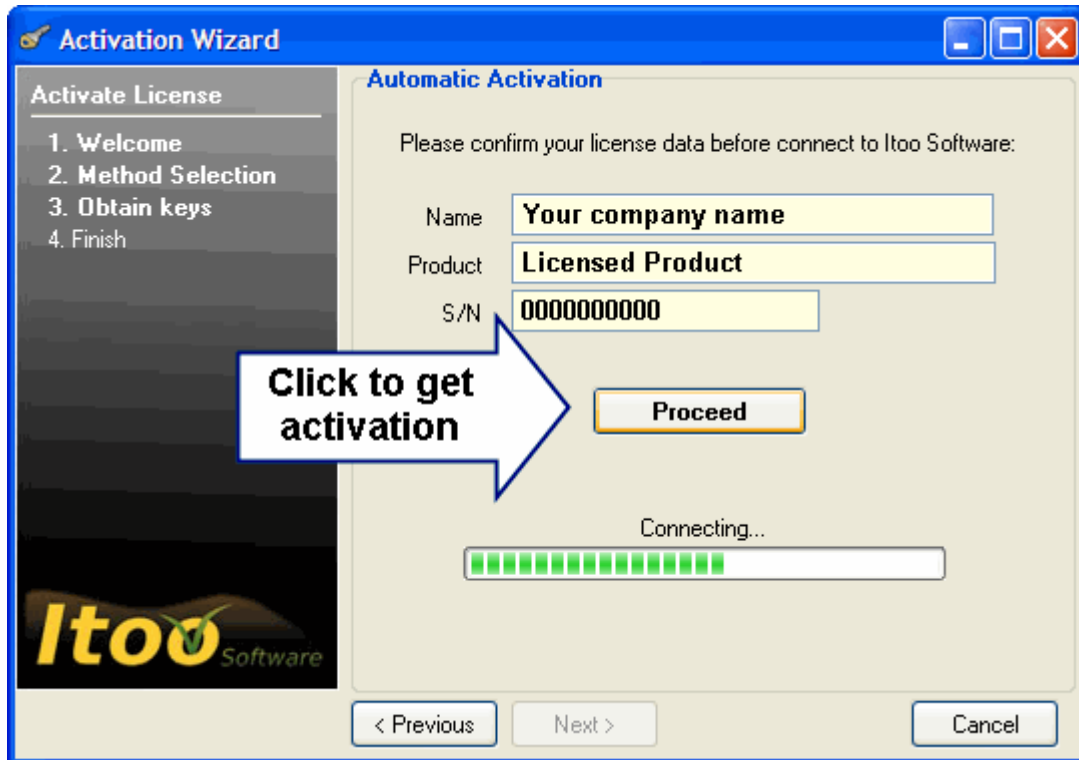 Activation Wizard
Activate License
1. Welcome
2. Method Selection
3. Obtain keys
4. Finish
Automatic Activation
Please confirm your license data before connect to Itoo Software:
Name Your company name
Product Licensed Product
S/N 0000000000
Click to get
activation
Proceed
Connecting...
Itoo Software
< Previous Next > Cancel